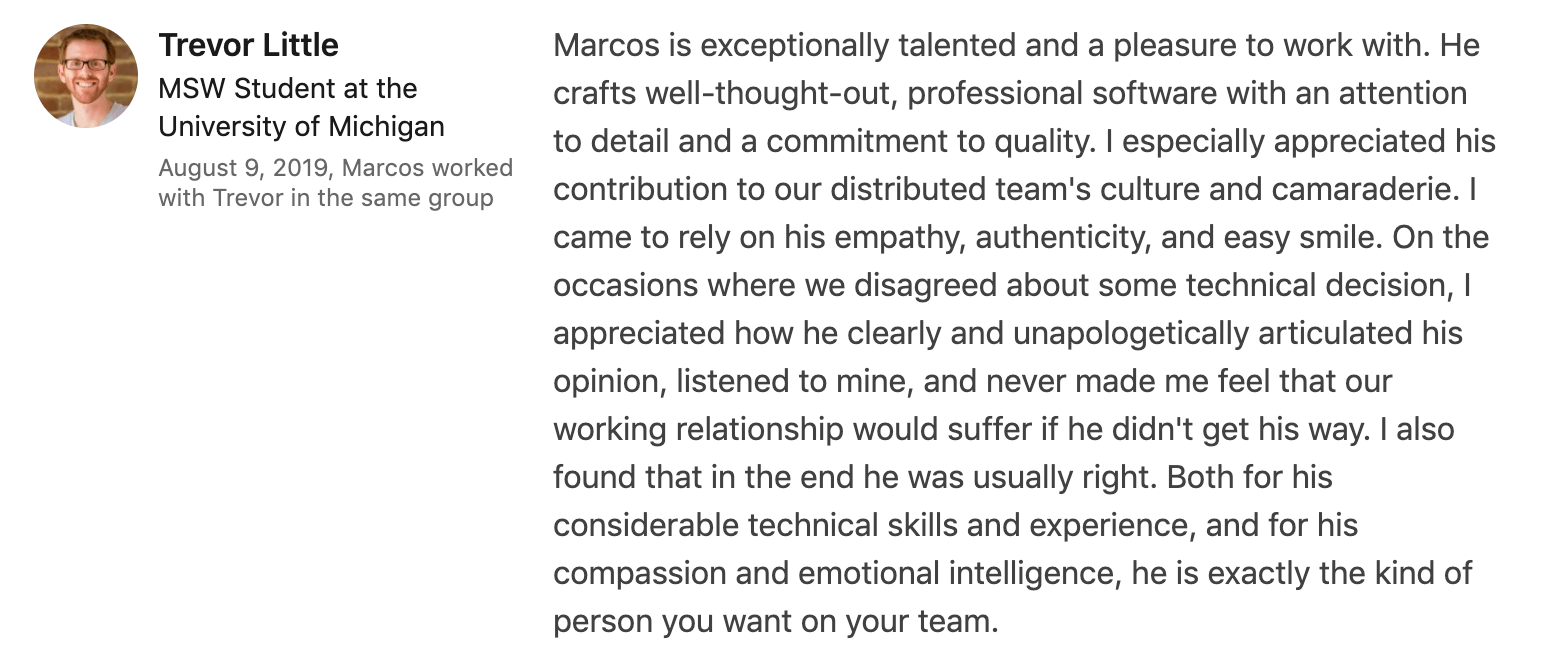 Trevor Little
MSW Student at the
University of Michigan
August 9, 2019, Marcos worked
with Trevor in the same group
Marcos is exceptionally talented and a pleasure to work with. He
crafts well-thought-out, professional software with an attention
to detail and a commitment to quality. I especially appreciated his
contribution to our distributed team's culture and camaraderie. I
came to rely on his empathy, authenticity, and easy smile. On the
occasions where we disagreed about some technical decision, I
appreciated how he clearly and unapologetically articulated his
opinion, listened to mine, and never made me feel that our
working relationship would suffer if he didn't get his way. I also
found that in the end he was usually right. Both for his
considerable technical skills and experience, and for his
compassion and emotional intelligence, he is exactly the kind of
person you want on your team.